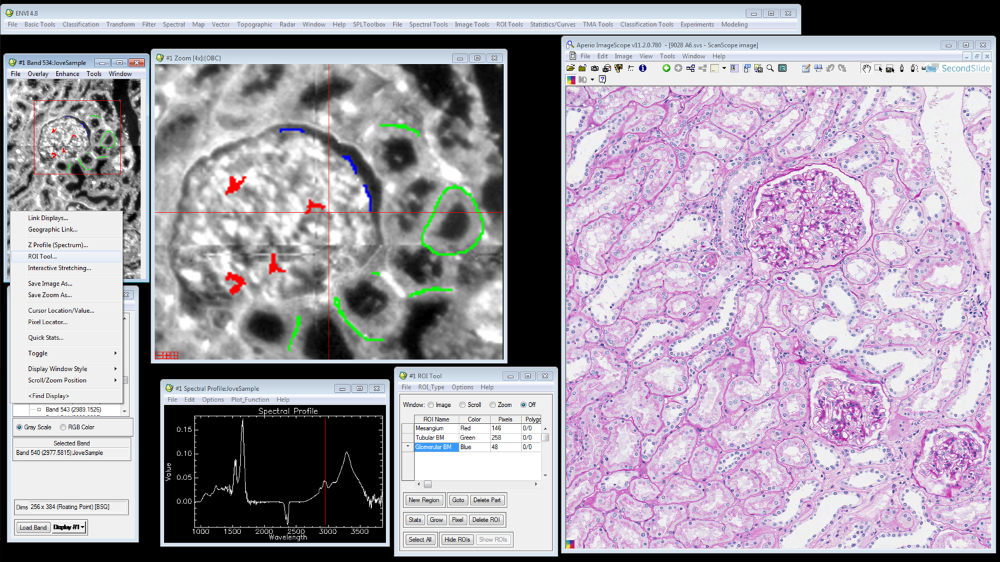 ENVI 4.8
File Basic Tools Classification Transform Filter Spectral Map Vector Topographic Radar Window Help SPLToolbox File Spectral Tools Image Tools ROI Tools Statistics/Curves TMA Tools Classification Tools Experiments Modeling
#1 Band 534:JoveSample
File Overlay Enhance Tools Window
Link Displays...
Geographic Link...
Z Profile (Spectrum)...
ROI Tool...
Interactive Stretching...
Save Image As...
Save Zoom As...
Cursor Location/Value...
Pixel Locator...
Quick Stats...
Toggle
Display Window Style
Scroll/Zoom Position
<Find Display>
Band 543 (2989.1526)
Gray Scale RGB Color
Selected Band
Band 540 (2977.5815):JoveSample
Dims 256 x 384 (Floating Point) [BSQ]
Load Band Display #1
#1 Zoom [4x]:(OBC)
#1 Spectral Profile:JoveSample
File Edit Options Plot_Function Help
Spectral Profile
0.15
0.10
0.05
0.00
Value
1000 1500 2000 2500 3000 3500
Wavelength
#1 ROI Tool
File ROI_Type Options Help
Window: Image Scroll Zoom Off
ROI Name Color Pixels Polygo
Mesangium Red 146 0/0
Tubular BM Green 258 0/0
Glomerular BM Blue 48 0/0
New Region Goto Delete Part
Stats Grow Pixel Delete ROI
Select All Hide ROIs Show ROIs
Aperio ImageScope v11.2.0.780 - [9028 A6.svs - ScanScope image]
File Edit Image View Tools Window Help
SecondSlide
IQ